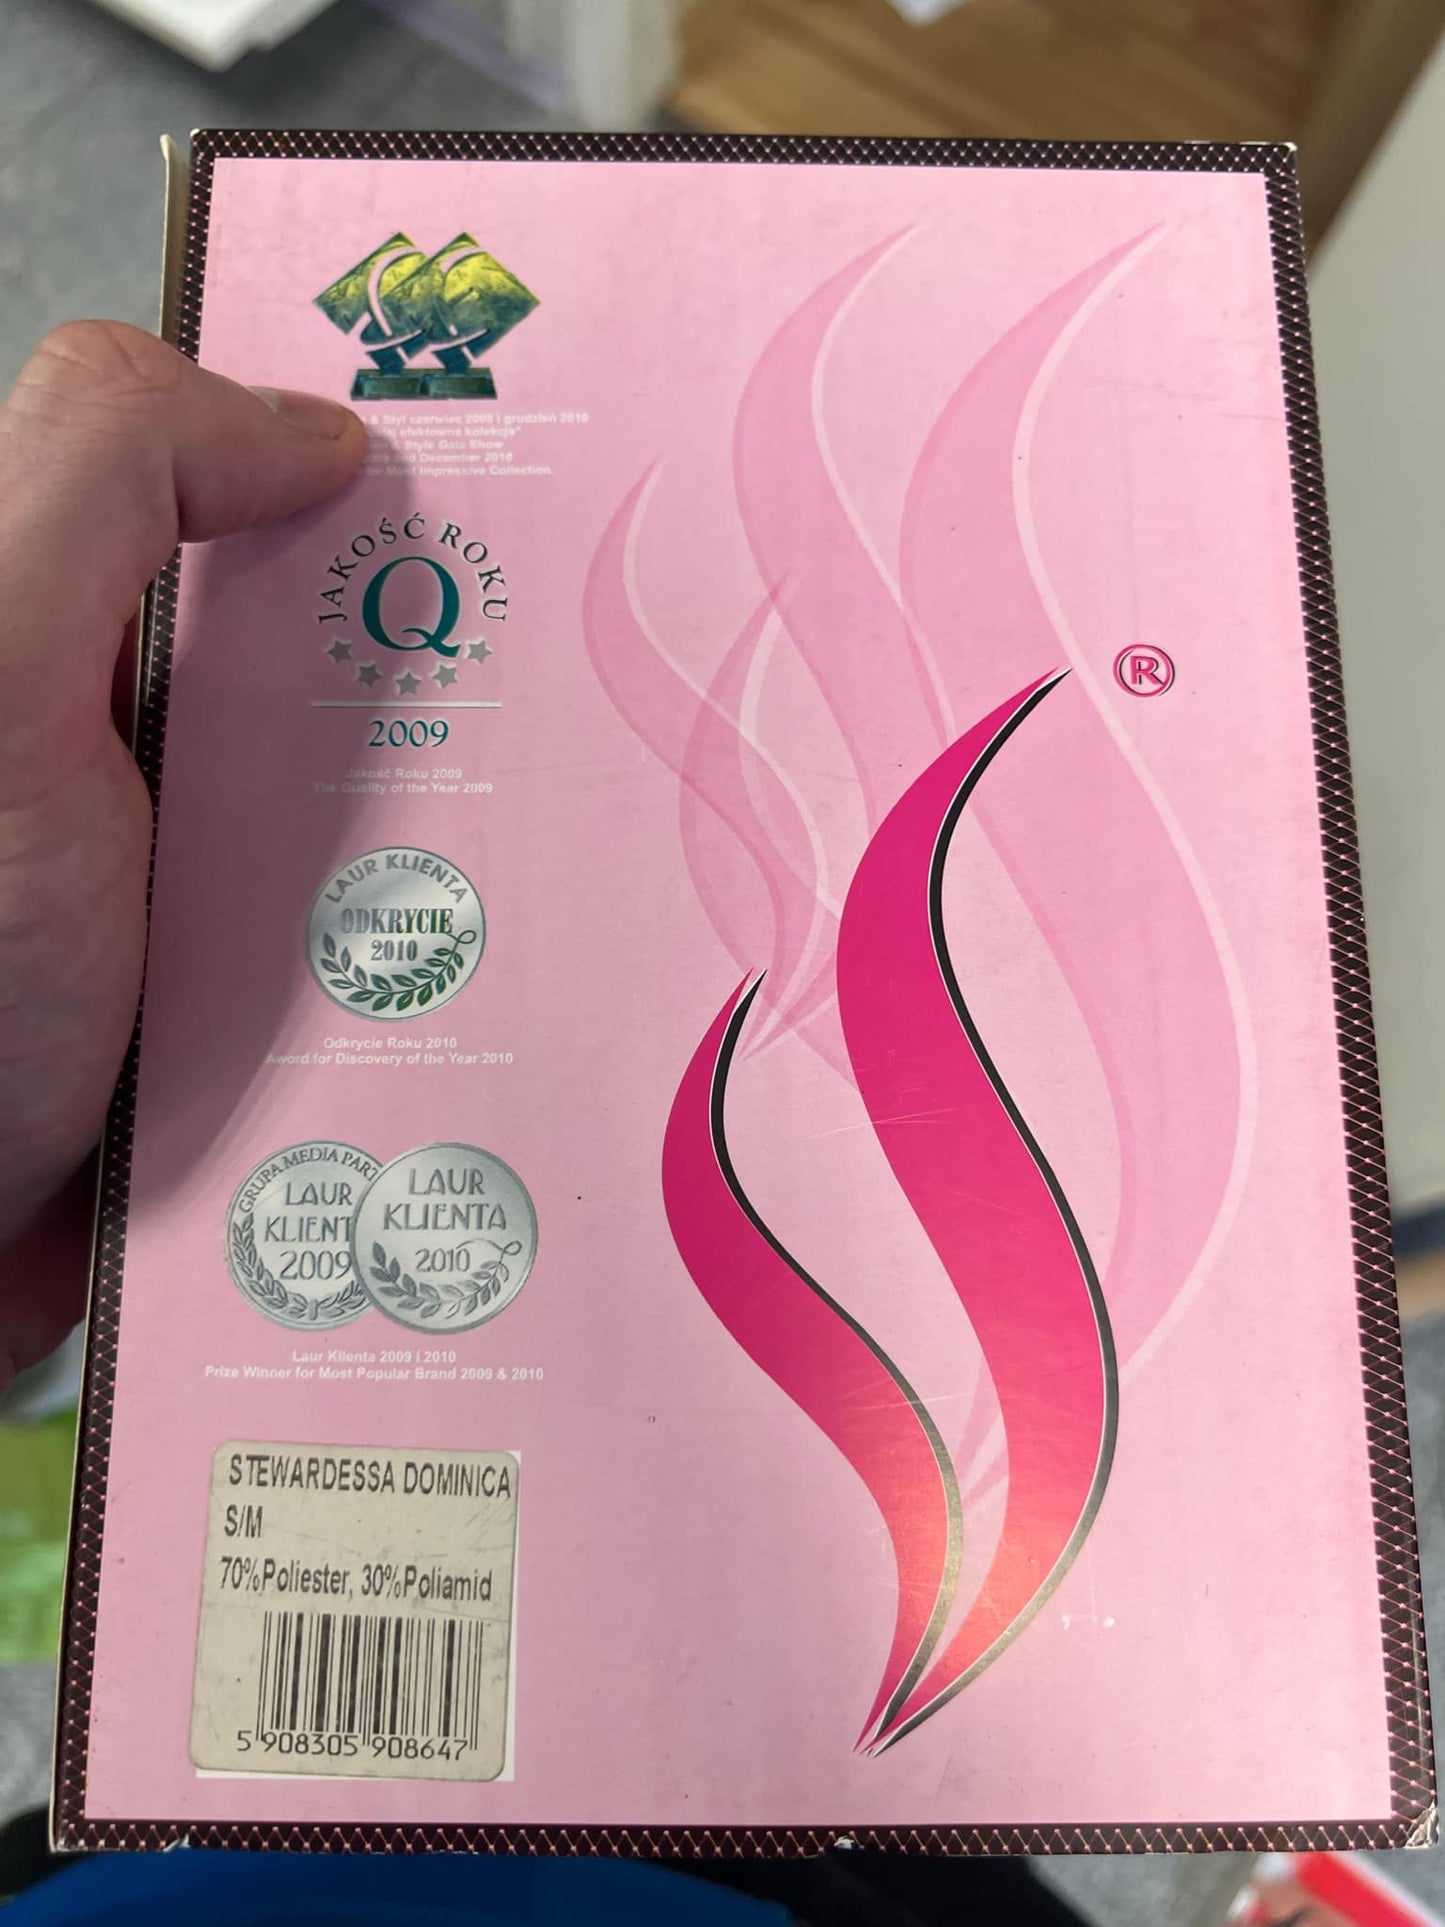 & Styl czerwiec 2009 i grudzień 2010
efektowna kolekcja"
& Style Gala Show
2009 and December 2010
for Most Impressive Collection.
JAKOŚĆ ROKU
Q
2009
Jakość Roku 2009
The Quality of the Year 2009
LAUR KLIENTA
ODKRYCIE
2010
Odkrycie Roku 2010
Aword for Discovery of the Year 2010
GRUPA MEDIA PART
LAUR
KLIENT
2009
LAUR
KLIENTA
2010
Laur Klienta 2009 i 2010
Prize Winner for Most Popular Brand 2009 & 2010
®
STEWARDESSA DOMINICA
S/M
70%Poliester, 30%Poliamid
5 908305 908647